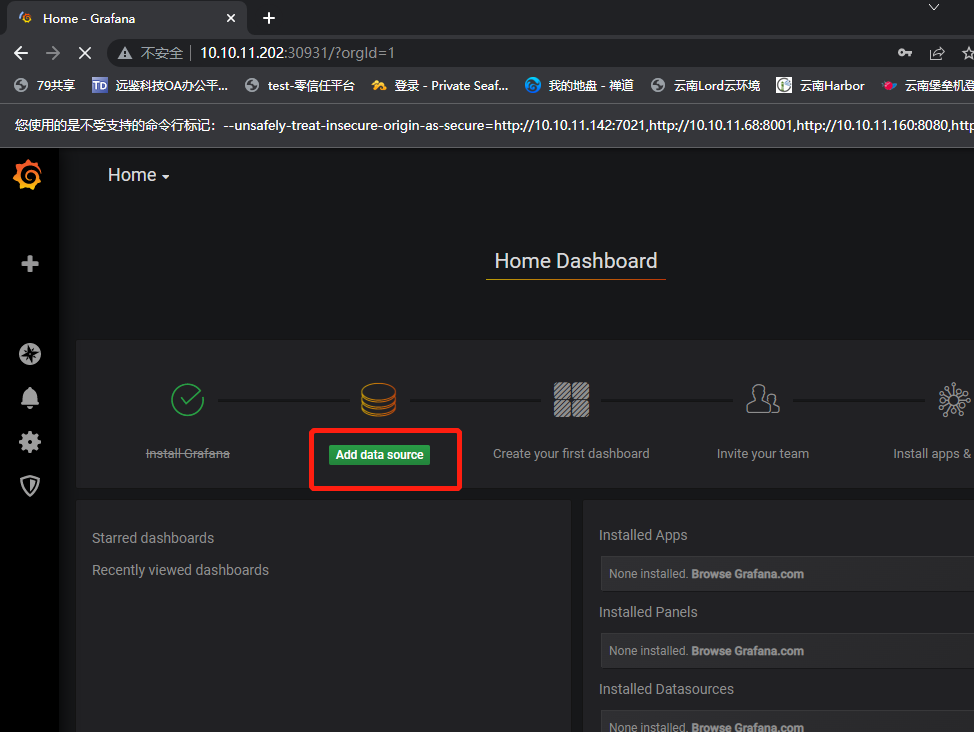 Home - Grafana
不安全 10.10.11.202:30931/?orgId=1
79共享 TD 远鉴科技OA办公平... test-零信任平台 登录 - Private Seaf... 我的地盘 - 禅道 云南Lord云环境 云南Harbor 云南堡垒机登
您使用的是不受支持的命令行标记：--unsafely-treat-insecure-origin-as-secure=http://10.10.11.142:7021,http://10.10.11.68:8001,http://10.10.11.160:8080,http
Home
Home Dashboard
Install Grafana
Add data source
Create your first dashboard
Invite your team
Install apps &
Starred dashboards
Recently viewed dashboards
Installed Apps
None installed. Browse Grafana.com
Installed Panels
None installed. Browse Grafana.com
Installed Datasources
None installed. Browse Grafana.com